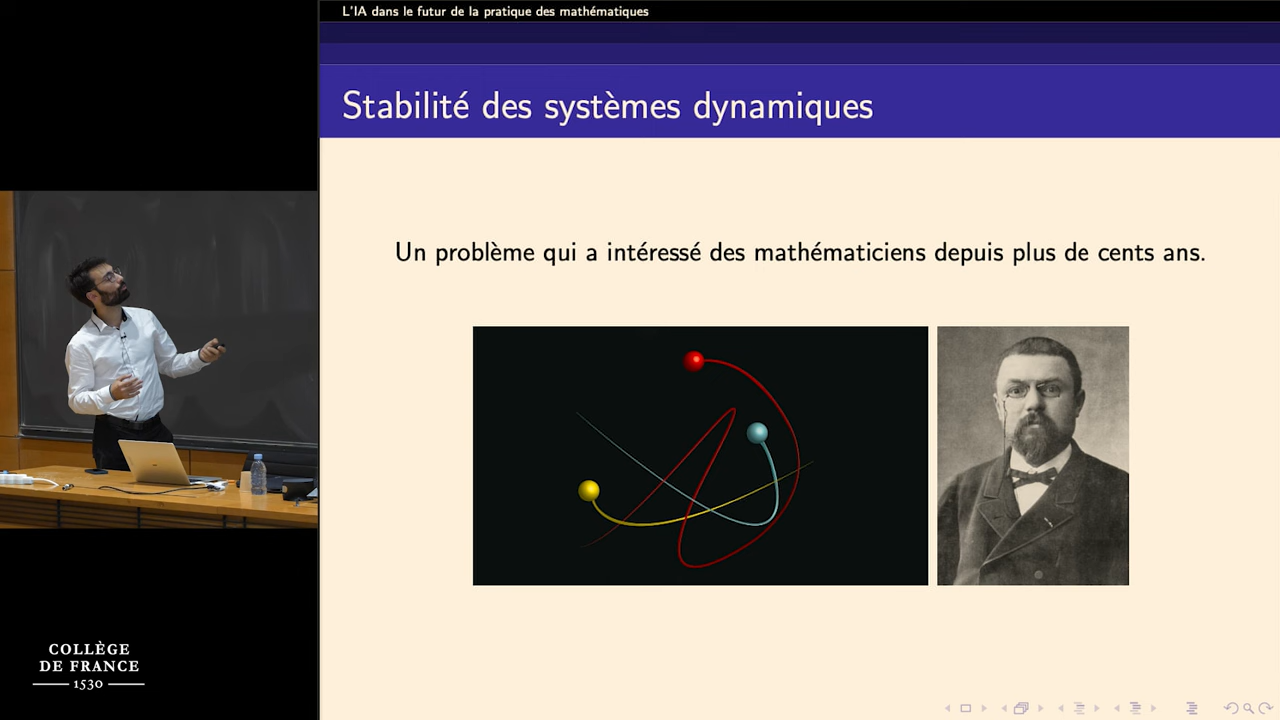 L'IA dans le futur de la pratique des mathématiques
Stabilité des systèmes dynamiques
Un problème qui a intéressé des mathématiciens depuis plus de cents ans.
COLLÈGE
DE FRANCE
1530